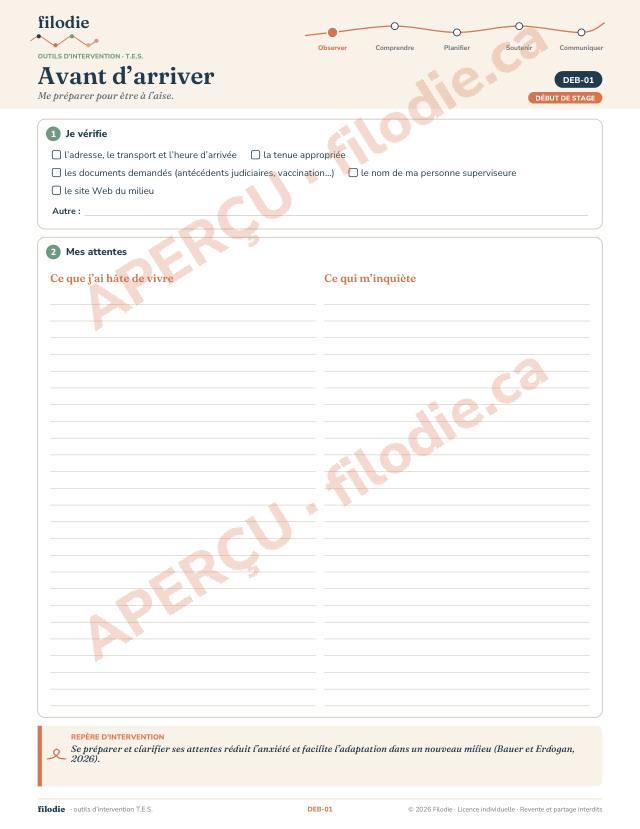 filodie
OUTILS D'INTERVENTION · T.E.S.
Avant d'arriver
Me préparer pour être à l'aise.
Observer Comprendre Planifier Soutenir Communiquer
DEB-01
DÉBUT DE STAGE
1 Je vérifie
l'adresse, le transport et l'heure d'arrivée la tenue appropriée
les documents demandés (antécédents judiciaires, vaccination...) le nom de ma personne superviseure
le site Web du milieu
Autre :
2 Mes attentes
Ce que j'ai hâte de vivre Ce qui m'inquiète
APERÇU · filodie.ca
APERÇU · filodie.ca
REPÈRE D'INTERVENTION
Se préparer et clarifier ses attentes réduit l'anxiété et facilite l'adaptation dans un nouveau milieu (Bauer et Erdogan,
2026).
filodie · outils d'intervention T.E.S. DEB-01 © 2026 Filodie · Licence individuelle · Revente et partage interdits